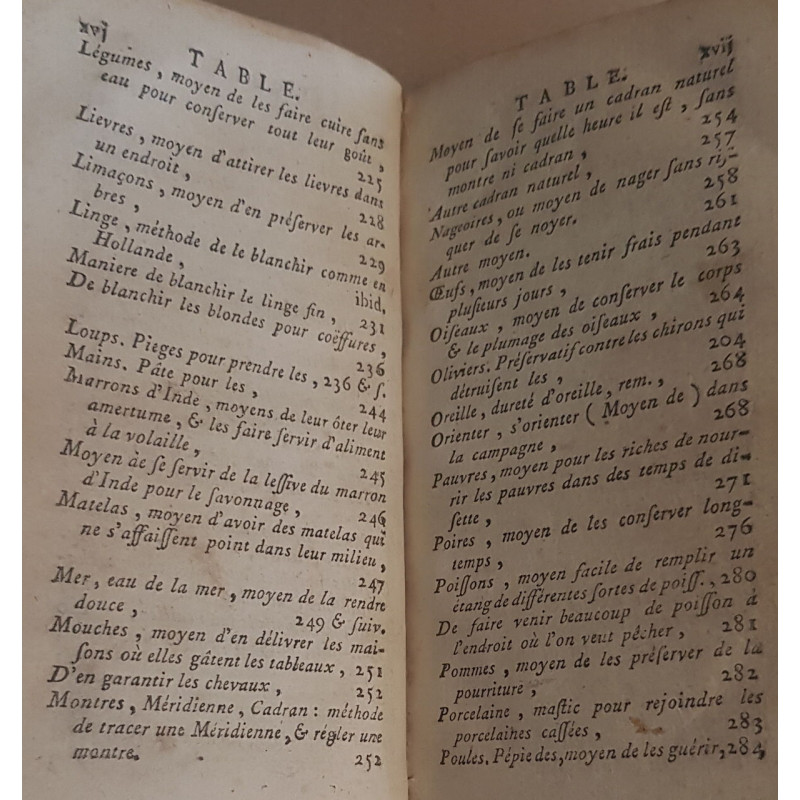 xvj
TABLE.
Légumes, moyen de les faire cuire ſans
eau pour conſerver tout leur goût,
225
Lievres, moyen d'attirer les lievres dans
un endroit,
228
Limaçons, moyen d'en préſerver les ar-
bres,
229
Linge, méthode de le blanchir comme en
Hollande,
ibid.
Maniere de blanchir le linge fin, 231
De blanchir les blondes pour coëffures,
236
Loups. Pieges pour prendre les, 236 & ſ.
Mains. Pâte pour les,
244
Marrons d'Inde, moyens de leur ôter leur
amertume, & les faire ſervir d'aliment
à la volaille,
245
Moyen de ſe ſervir de la leſſive du marron
d'Inde pour le ſavonnage,
246
Matelas, moyen d'avoir des matelas qui
ne s'affaiſſent point dans leur milieu,
247
Mer, eau de la mer, moyen de la rendre
douce,
249 & ſuiv.
Mouches, moyen d'en délivrer les mai-
ſons où elles gâtent les tableaux, 251
D'en garantir les chevaux, 252
Montres, Méridienne, Cadran : méthode
de tracer une Méridienne, & régler une
montre.
252
xvij
TABLE.
Moyen de ſe faire un cadran naturel
pour ſavoir quelle heure il eſt, ſans
montre ni cadran,
254
Autre cadran naturel,
257
Nageoires, ou moyen de nager ſans riſ-
quer de ſe noyer.
258
Autre moyen.
261
Œufs, moyen de les tenir frais pendant
pluſieurs jours,
263
Oiſeaux, moyen de conſerver le corps
& le plumage des oiſeaux,
264
Oliviers. Préſervatif contre les chirons qui
détruiſent les,
204
Oreille, dureté d'oreille, rem.,
268
Orienter, s'orienter (Moyen de) dans
la campagne,
268
Pauvres, moyen pour les riches de nour-
rir les pauvres dans des temps de di-
ſette,
271
Poires, moyen de les conſerver long-
temps,
276
Poiſſons, moyen facile de remplir un
étang de différentes ſortes de poiſſ., 280
De faire venir beaucoup de poiſſon à
l'endroit où l'on veut pêcher,
281
Pommes, moyen de les préſerver de la
pourriture,
282
Porcelaine, maſtic pour rejoindre les
porcelaines caſſées,
283
Poules. Pépie des, moyen de les guérir, 284,